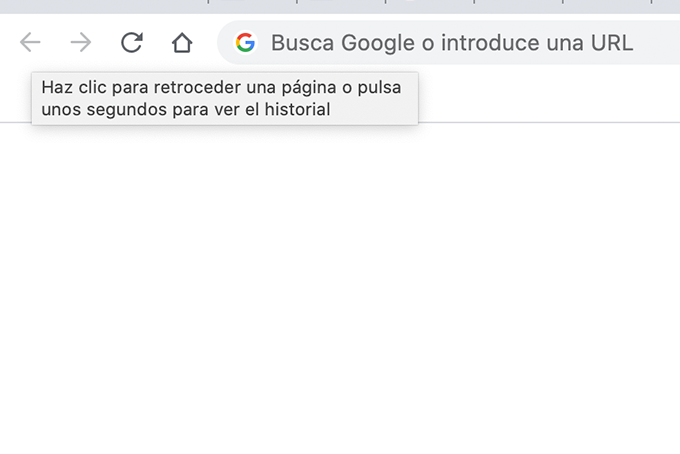 Busca Google o introduce una URL
Haz clic para retroceder una página o pulsa
unos segundos para ver el historial